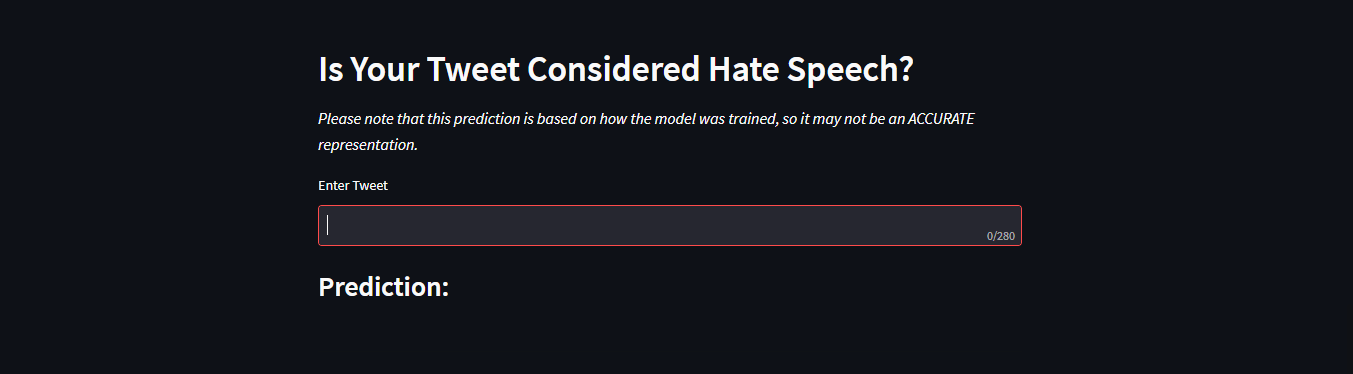 Is Your Tweet Considered Hate Speech?
Please note that this prediction is based on how the model was trained, so it may not be an ACCURATE
representation.
Enter Tweet
0/280
Prediction: